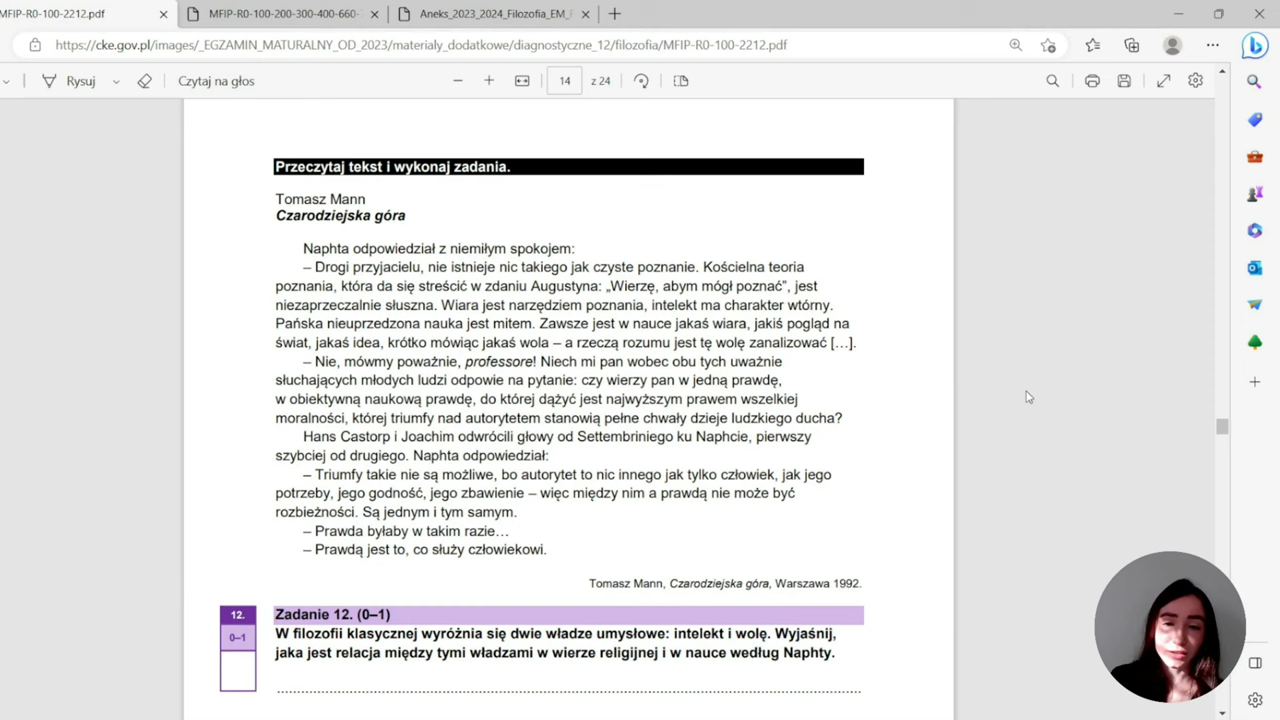 MFIP-R0-100-2212.pdf
MFIP-R0-100-200-300-400-660-
Aneks_2023_2024_Filozofia_EM_
https://cke.gov.pl/images/_EGZAMIN_MATURALNY_OD_2023/materialy_dodatkowe/diagnostyczne_12/filozofia/MFIP-R0-100-2212.pdf
Rysuj
Czytaj na głos
14
z 24
Przeczytaj tekst i wykonaj zadania.
Tomasz Mann
Czarodziejska góra
Naphta odpowiedział z niemiłym spokojem:
– Drogi przyjacielu, nie istnieje nic takiego jak czyste poznanie. Kościelna teoria
poznania, która da się streścić w zdaniu Augustyna: „Wierzę, abym mógł poznać”, jest
niezaprzeczalnie słuszna. Wiara jest narzędziem poznania, intelekt ma charakter wtórny.
Pańska nieuprzedzona nauka jest mitem. Zawsze jest w nauce jakaś wiara, jakiś pogląd na
świat, jakaś idea, krótko mówiąc jakaś wola – a rzeczą rozumu jest tę wolę zanalizować […].
– Nie, mówmy poważnie, professore! Niech mi pan wobec obu tych uważnie
słuchających młodych ludzi odpowie na pytanie: czy wierzy pan w jedną prawdę,
w obiektywną naukową prawdę, do której dążyć jest najwyższym prawem wszelkiej
moralności, której triumfy nad autorytetem stanowią pełne chwały dzieje ludzkiego ducha?
Hans Castorp i Joachim odwrócili głowy od Settembriniego ku Naphcie, pierwszy
szybciej od drugiego. Naphta odpowiedział:
– Triumfy takie nie są możliwe, bo autorytet to nic innego jak tylko człowiek, jak jego
potrzeby, jego godność, jego zbawienie – więc między nim a prawdą nie może być
rozbieżności. Są jednym i tym samym.
– Prawda byłaby w takim razie…
– Prawdą jest to, co służy człowiekowi.
Tomasz Mann, Czarodziejska góra, Warszawa 1992.
12.
0–1
Zadanie 12. (0–1)
W filozofii klasycznej wyróżnia się dwie władze umysłowe: intelekt i wolę. Wyjaśnij,
jaka jest relacja między tymi władzami w wierze religijnej i w nauce według Naphty.